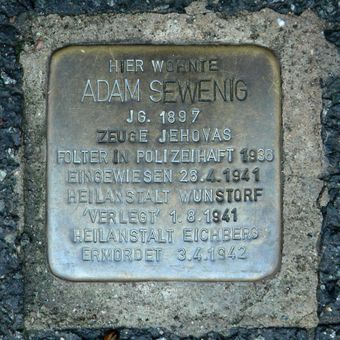 HIER WOHNTE
ADAM SEWENIG
JG. 1897
ZEUGE JEHOVAS
FOLTER IN POLIZEIHAFT 1936
EINGEWIESEN 28.4.1941
HEILANSTALT WUNSTORF
'VERLEGT' 1.8.1941
HEILANSTALT EICHBERG
ERMORDET 3.4.1942